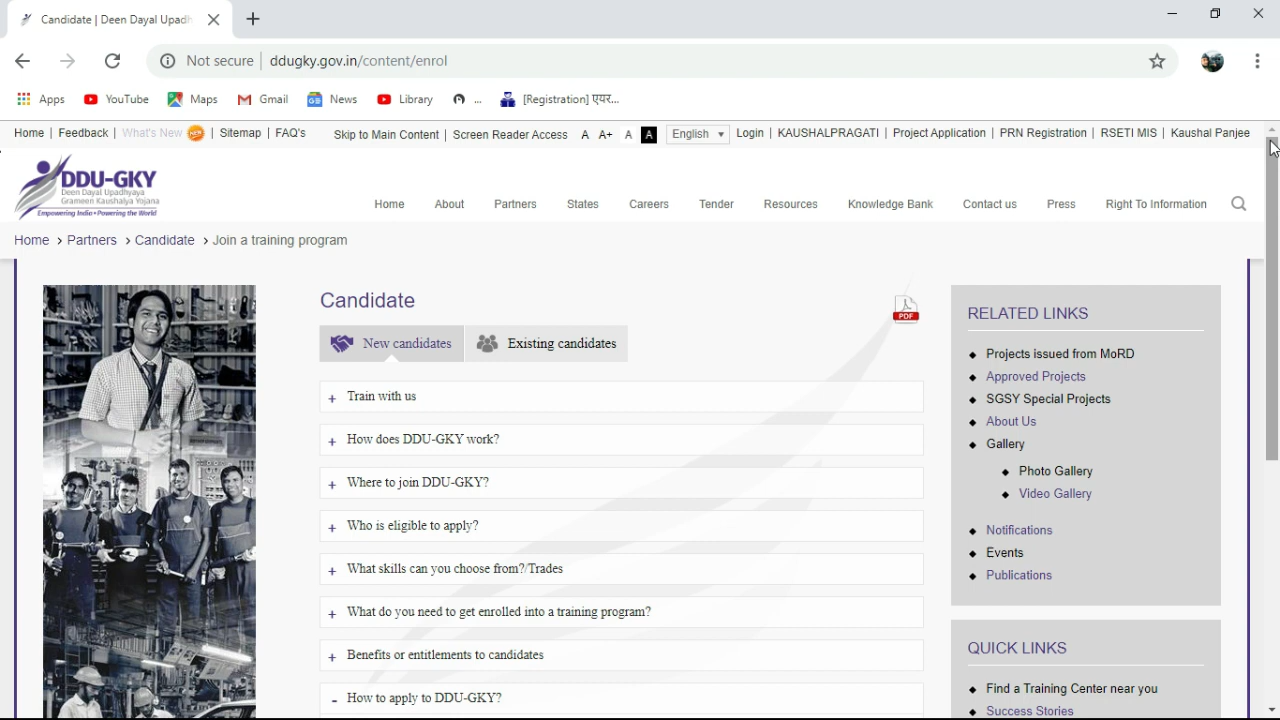 Candidate | Deen Dayal Upadh
Not secure | ddugky.gov.in/content/enrol
Apps YouTube Maps Gmail News Library ... [Registration] एयर...
Home | Feedback | What's New NEW | Sitemap | FAQ's Skip to Main Content | Screen Reader Access A A+ A A English Login | KAUSHALPRAGATI | Project Application | PRN Registration | RSETI MIS | Kaushal Panjee
DDU-GKY
Deen Dayal Upadhyaya
Grameen Kaushalya Yojana
Empowering India • Powering the World
Home About Partners States Careers Tender Resources Knowledge Bank Contact us Press Right To Information
Home > Partners > Candidate > Join a training program
Candidate
PDF
New candidates Existing candidates
+ Train with us
+ How does DDU-GKY work?
+ Where to join DDU-GKY?
+ Who is eligible to apply?
+ What skills can you choose from?/Trades
+ What do you need to get enrolled into a training program?
+ Benefits or entitlements to candidates
- How to apply to DDU-GKY?
RELATED LINKS
Projects issued from MoRD
Approved Projects
SGSY Special Projects
About Us
Gallery
Photo Gallery
Video Gallery
Notifications
Events
Publications
QUICK LINKS
Find a Training Center near you
Success Stories